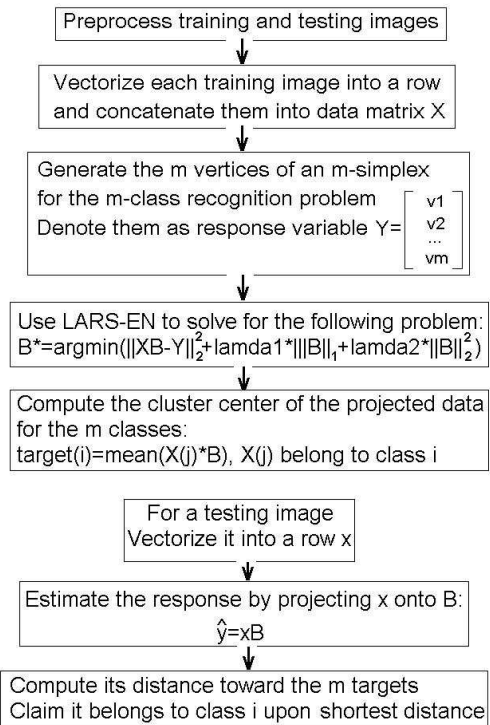 Preprocess training and testing images
Vectorize each training image into a row
and concatenate them into data matrix X
Generate the m vertices of an m-simplex
for the m-class recognition problem
Denote them as response variable Y=[v1
v2
...
vm]
Use LARS-EN to solve for the following problem:
B*=argmin(||XB-Y||₂²+lamda1*|||B||₁+lamda2*||B||₂²)
Compute the cluster center of the projected data
for the m classes:
target(i)=mean(X(j)*B), X(j) belong to class i
For a testing image
Vectorize it into a row x
Estimate the response by projecting x onto B:
ŷ=xB
Compute its distance toward the m targets
Claim it belongs to class i upon shortest distance